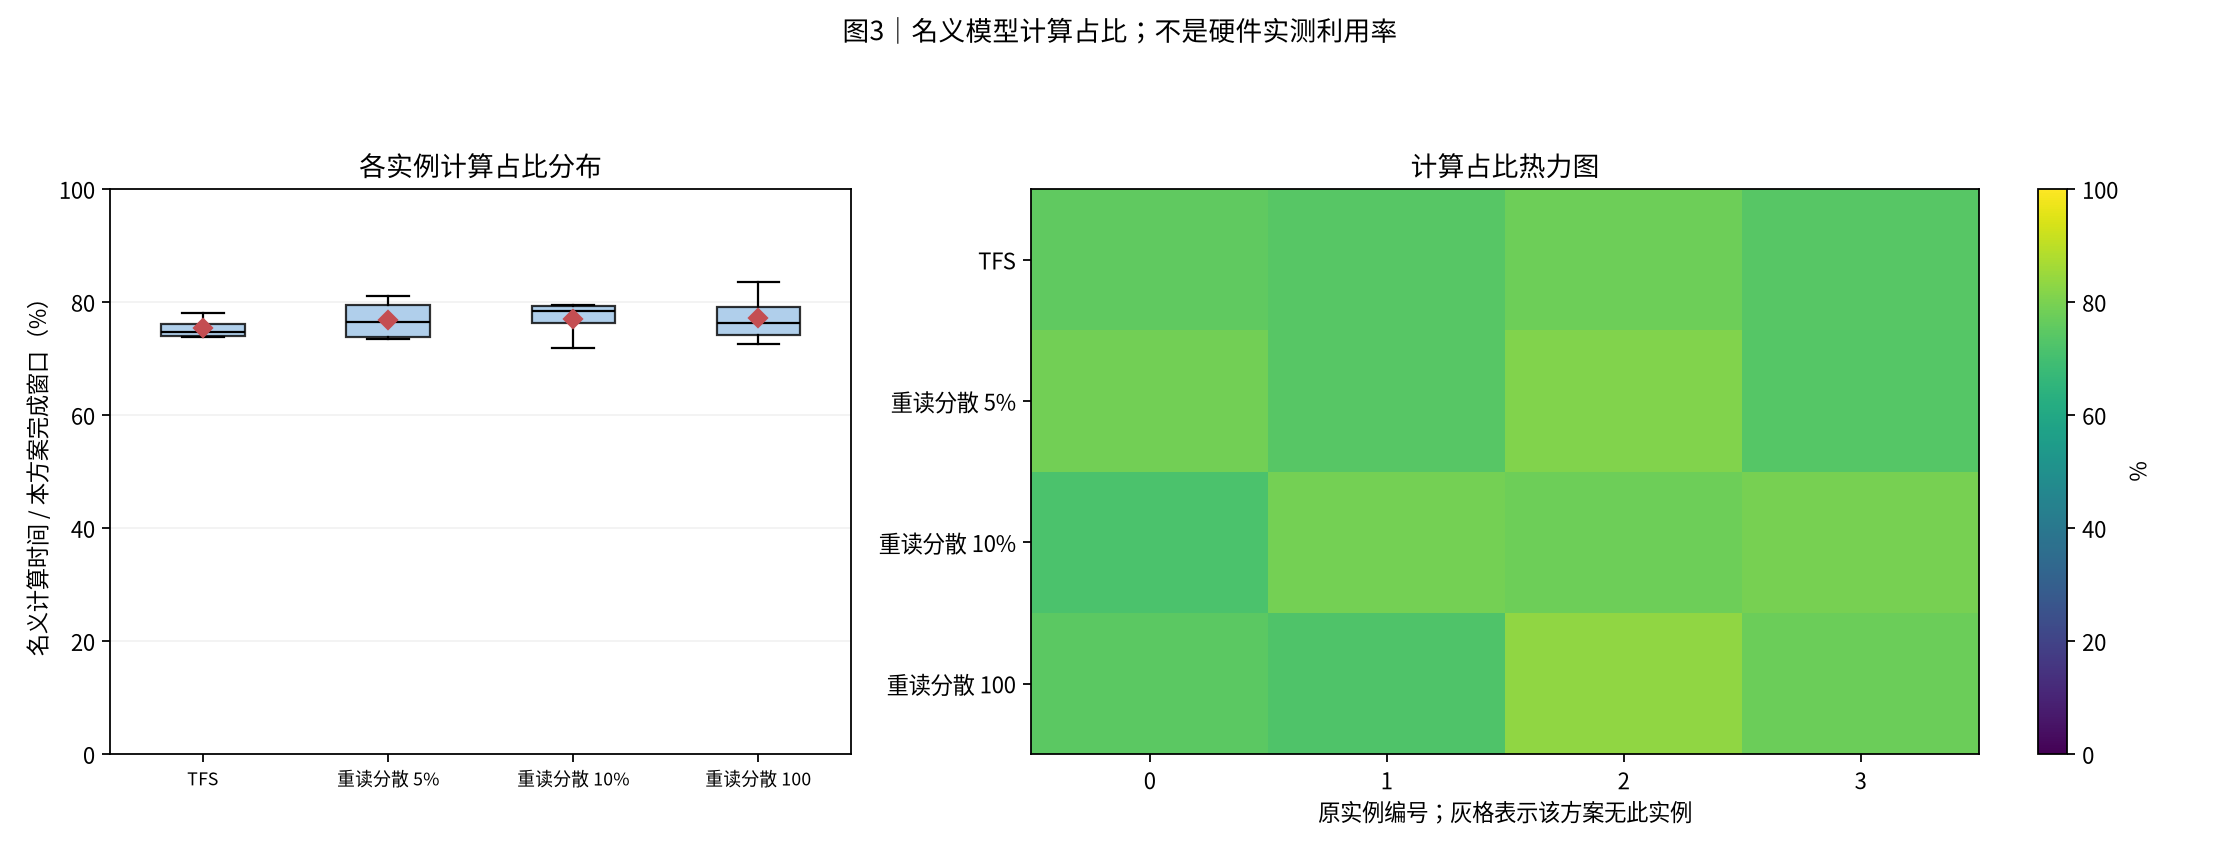 图3｜名义模型计算占比；不是硬件实测利用率
各实例计算占比分布
名义计算时间 / 本方案完成窗口（%）
100
80
60
40
20
0
TFS
重读分散 5%
重读分散 10%
重读分散 100
计算占比热力图
TFS
重读分散 5%
重读分散 10%
重读分散 100
0
1
2
3
原实例编号；灰格表示该方案无此实例
100
80
60
40
20
0
%